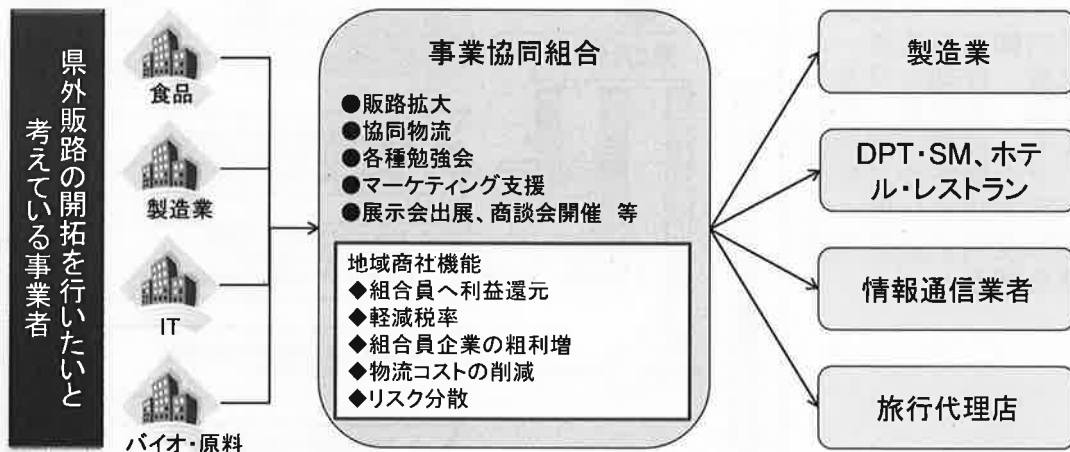 県外販路の開拓を行いたいと
考えている事業者
食品
製造業
IT
バイオ・原料
事業協同組合
●販路拡大
●協同物流
●各種勉強会
●マーケティング支援
●展示会出展、商談会開催 等
地域商社機能
◆組合員へ利益還元
◆軽減税率
◆組合員企業の粗利増
◆物流コストの削減
◆リスク分散
製造業
DPT・SM、ホテ
ル・レストラン
情報通信業者
旅行代理店